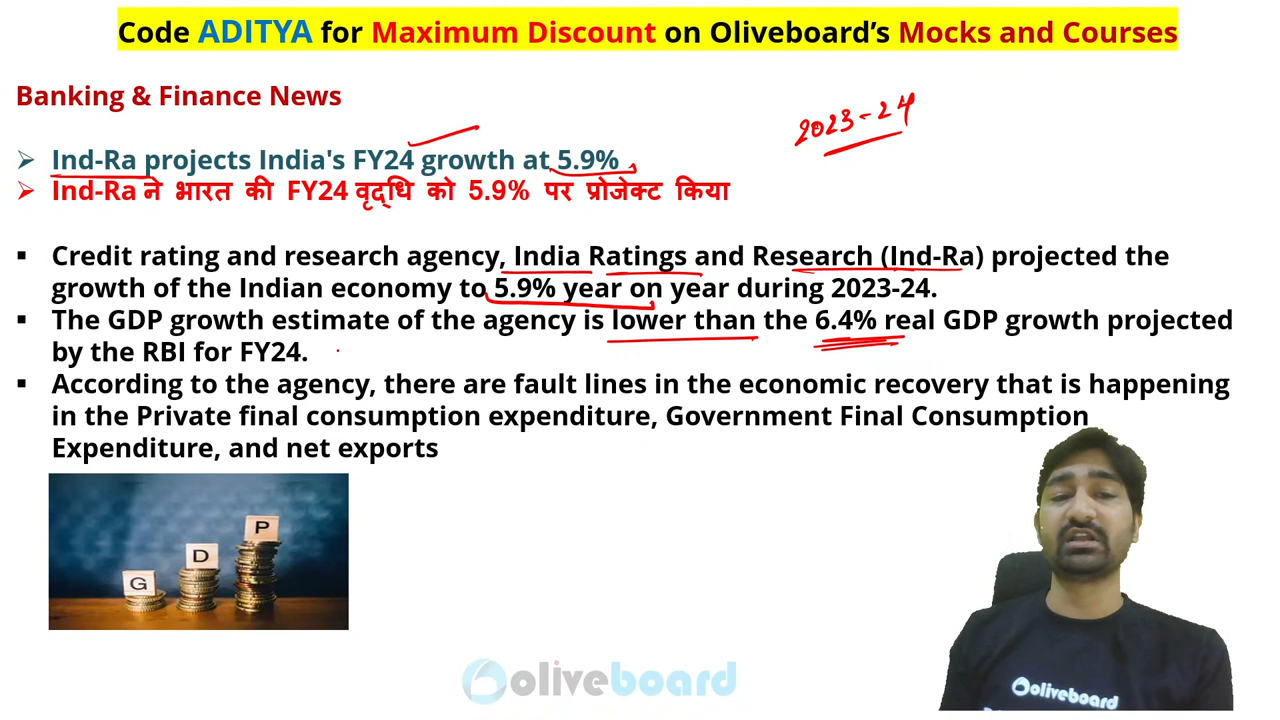 Code ADITYA for Maximum Discount on Oliveboard's Mocks and Courses
Banking & Finance News
2023-24
➢ Ind-Ra projects India's FY24 growth at 5.9%
➢ Ind-Ra ने भारत की FY24 वृद्धि को 5.9% पर प्रोजेक्ट किया
▪ Credit rating and research agency, India Ratings and Research (Ind-Ra) projected the
growth of the Indian economy to 5.9% year on year during 2023-24.
▪ The GDP growth estimate of the agency is lower than the 6.4% real GDP growth projected
by the RBI for FY24.
▪ According to the agency, there are fault lines in the economic recovery that is happening
in the Private final consumption expenditure, Government Final Consumption
Expenditure, and net exports
G D P
oliveboard
oliveboard